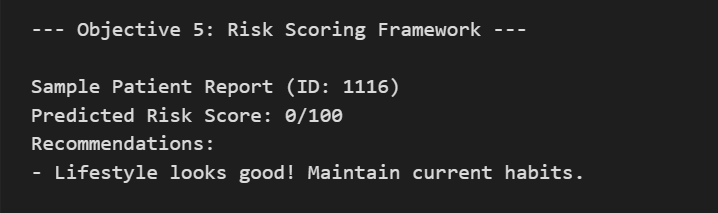 --- Objective 5: Risk Scoring Framework ---
Sample Patient Report (ID: 1116)
Predicted Risk Score: 0/100
Recommendations:
- Lifestyle looks good! Maintain current habits.